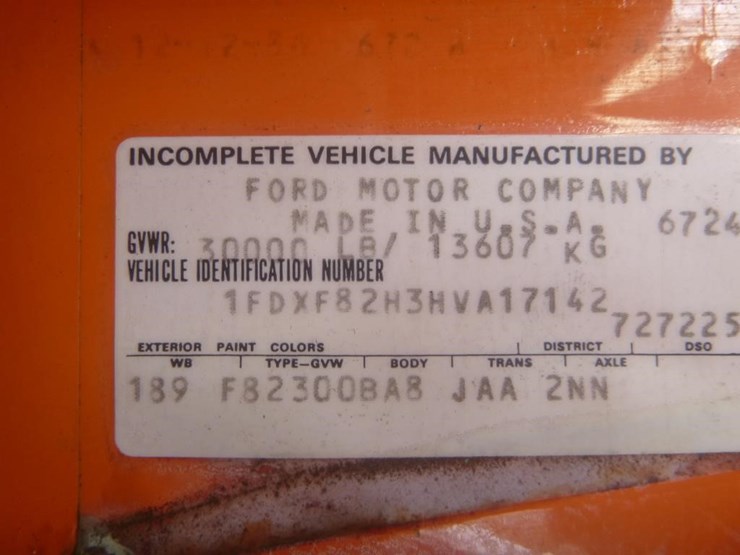 INCOMPLETE VEHICLE MANUFACTURED BY
FORD MOTOR COMPANY
MADE IN U.S.A. 6724
GVWR: 30000 LB/ 13607 KG
VEHICLE IDENTIFICATION NUMBER
1FDXF82H3HVA17142
727225
EXTERIOR PAINT COLORS DISTRICT DSO
WB TYPE-GVW BODY TRANS AXLE
189 F82300BA8 JAA 2NN